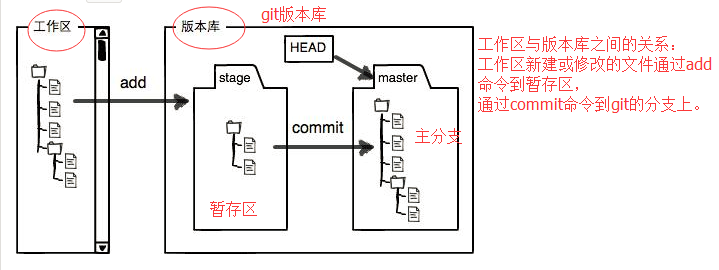 git版本库
工作区
版本库
HEAD
工作区与版本库之间的关系：
工作区新建或修改的文件通过add
命令到暂存区，
通过commit命令到git的分支上。
add
stage
master
commit
主分支
暂存区